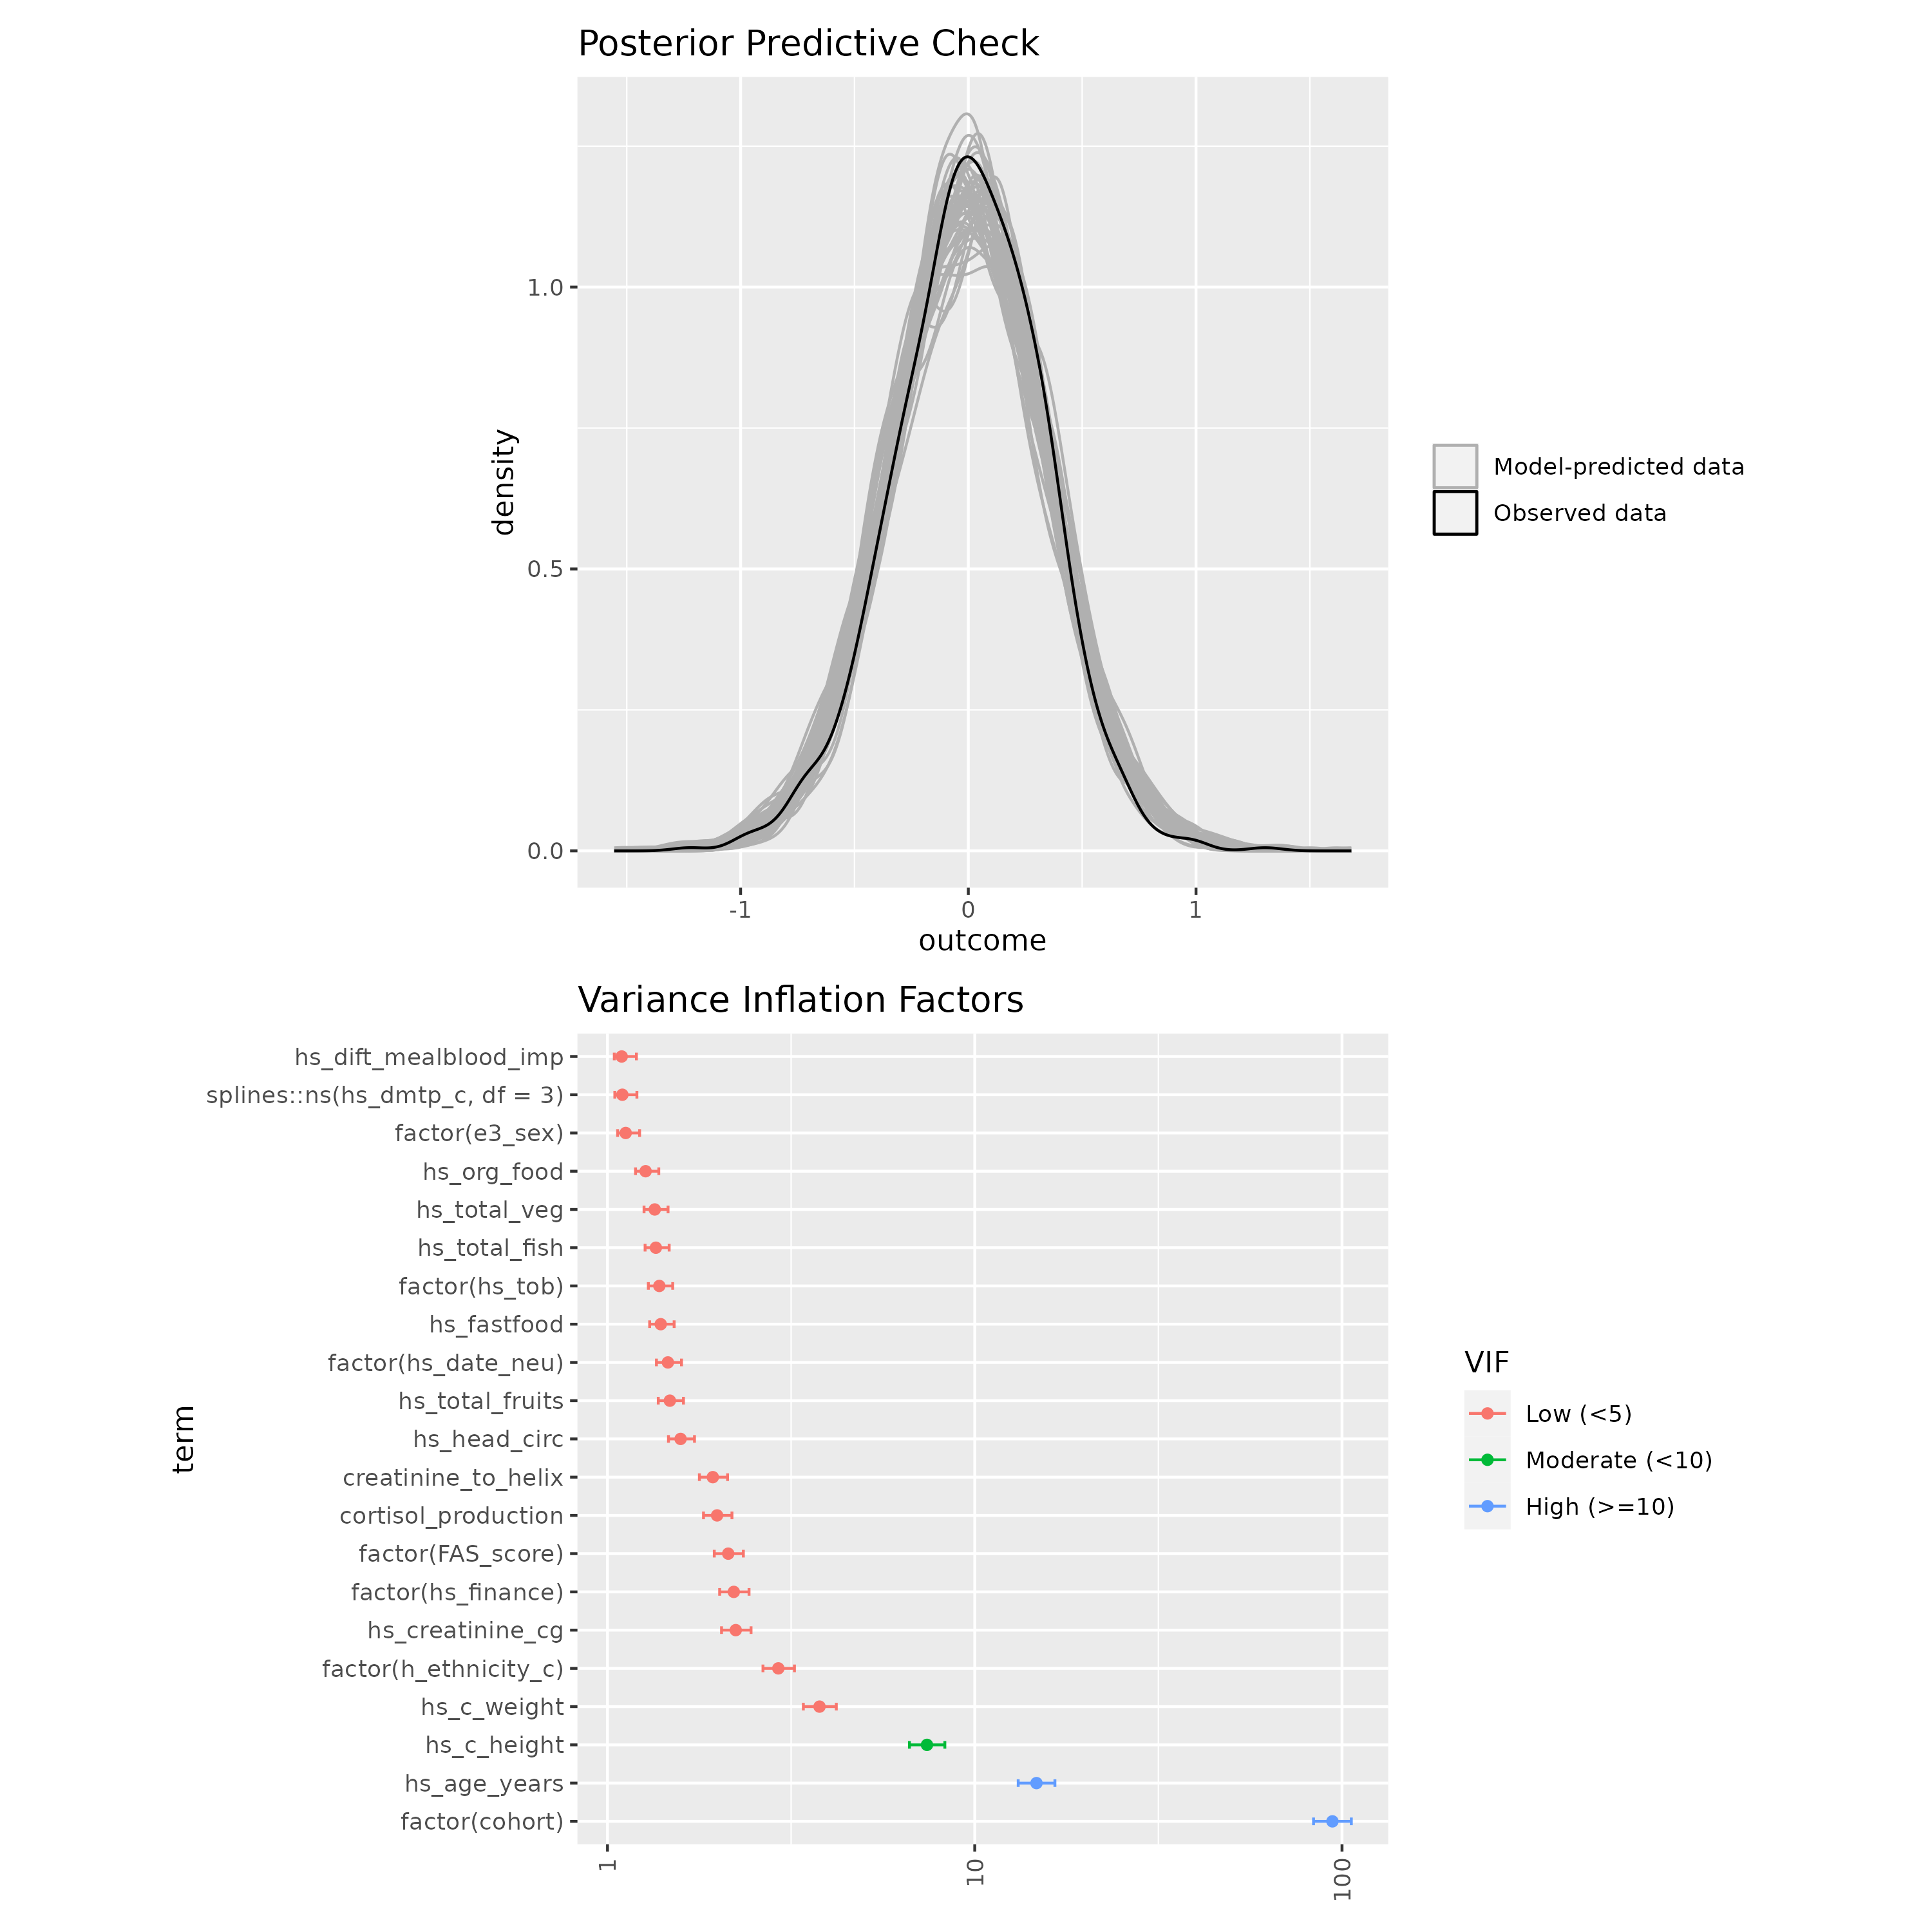 Posterior Predictive Check
density
1.0
0.5
0.0
-1
0
1
outcome
Model-predicted data
Observed data
Variance Inflation Factors
term
hs_dift_mealblood_imp
splines::ns(hs_dmtp_c, df = 3)
factor(e3_sex)
hs_org_food
hs_total_veg
hs_total_fish
factor(hs_tob)
hs_fastfood
factor(hs_date_neu)
hs_total_fruits
hs_head_circ
creatinine_to_helix
cortisol_production
factor(FAS_score)
factor(hs_finance)
hs_creatinine_cg
factor(h_ethnicity_c)
hs_c_weight
hs_c_height
hs_age_years
factor(cohort)
1
10
100
VIF
Low (<5)
Moderate (<10)
High (>=10)